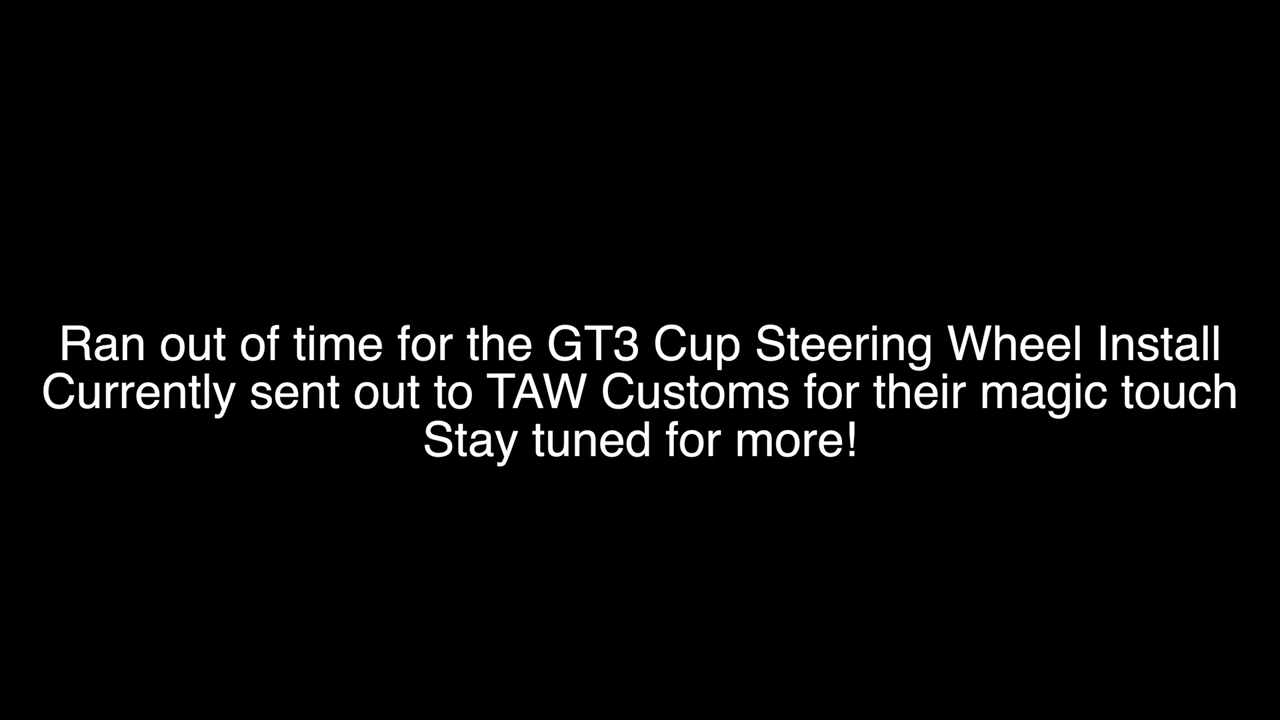 Ran out of time for the GT3 Cup Steering Wheel Install
Currently sent out to TAW Customs for their magic touch
Stay tuned for more!